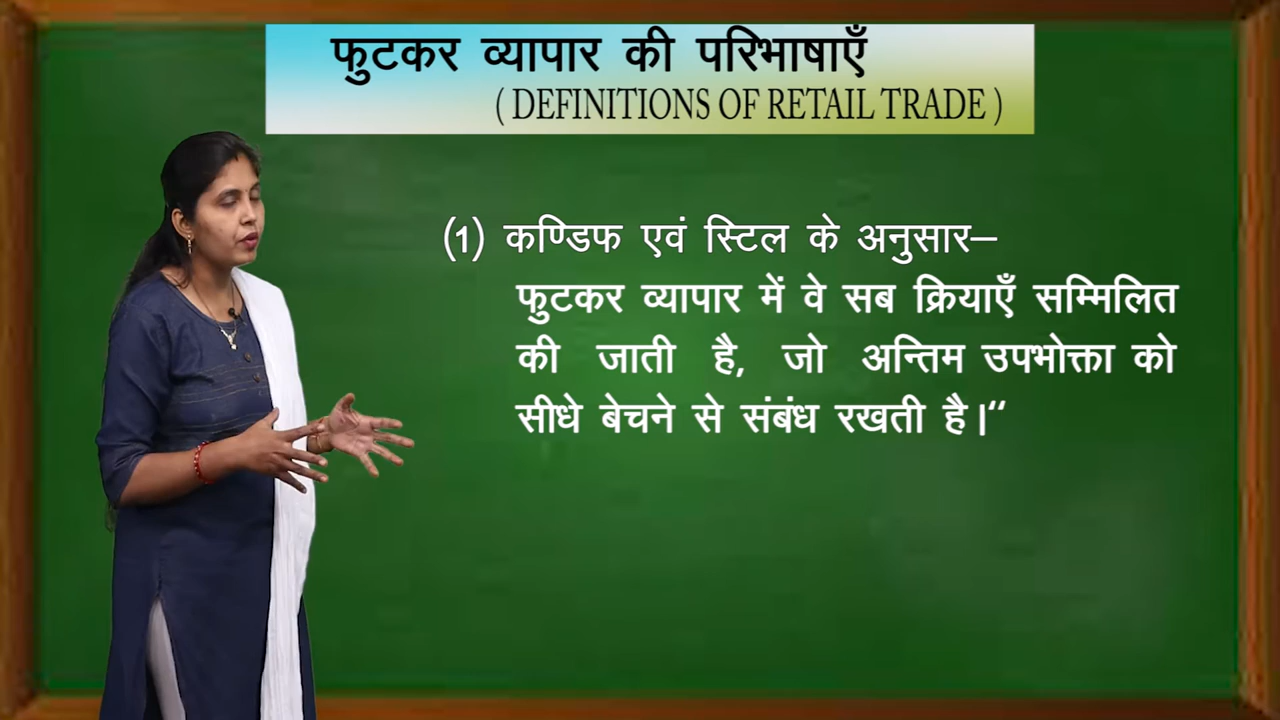 फुटकर व्यापार की परिभाषाएँ
( DEFINITIONS OF RETAIL TRADE )
(1) कण्डिफ एवं स्टिल के अनुसार–
फुटकर व्यापार में वे सब क्रियाएँ सम्मिलित
की जाती है, जो अन्तिम उपभोक्ता को
सीधे बेचने से संबंध रखती है।“